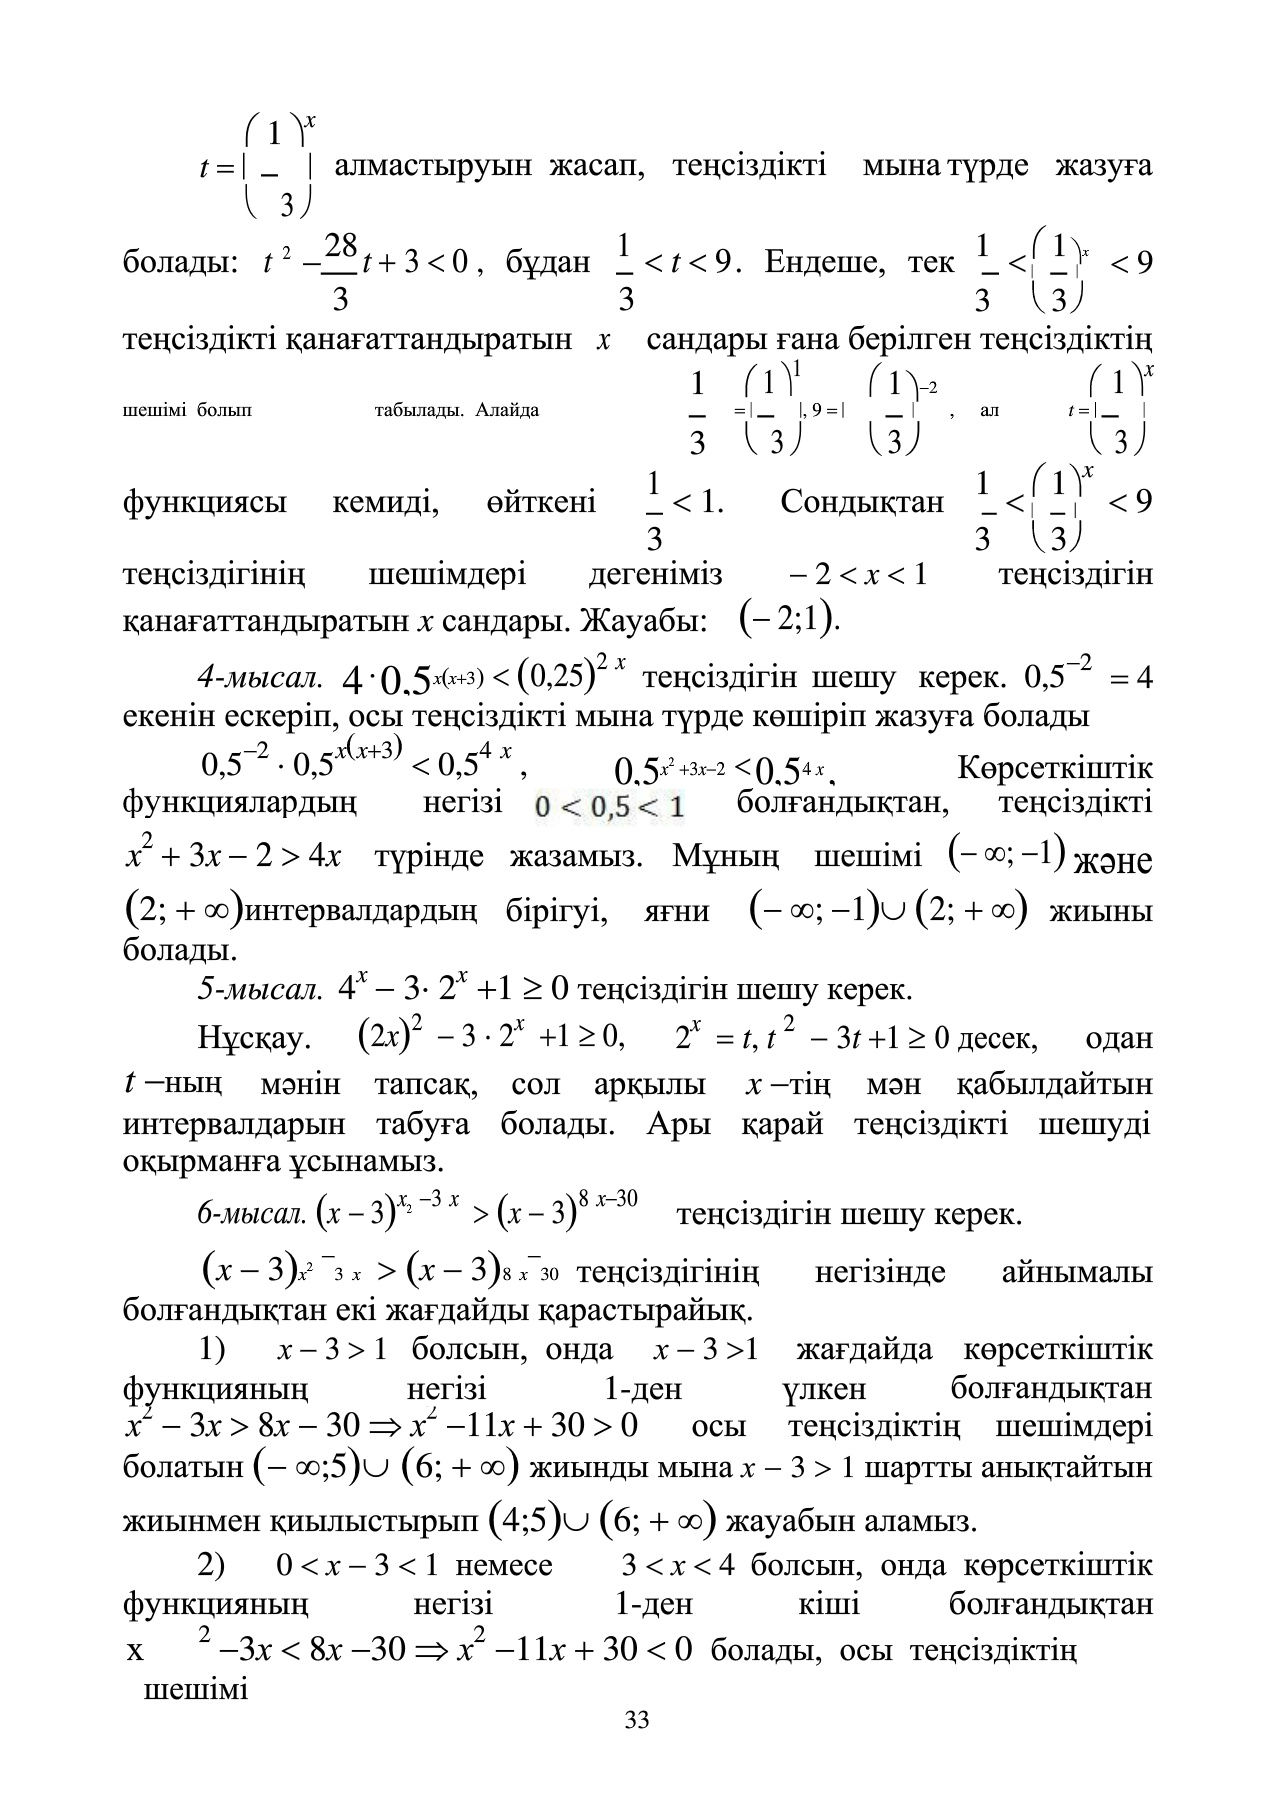 t = (1/3)^x алмастыруын жасап, теңсіздікті мына түрде жазуға
болады: t² − 28/3 t + 3 < 0 , бұдан 1/3 < t < 9. Ендеше, тек 1/3 < (1/3)^x < 9
теңсіздікті қанағаттандыратын x сандары ғана берілген теңсіздіктің
шешімі болып табылады. Алайда 1/3 = (1/3)^1, 9 = (1/3)^−2 , ал t = (1/3)^x
функциясы кемиді, өйткені 1/3 < 1. Сондықтан 1/3 < (1/3)^x < 9
теңсіздігінің шешімдері дегеніміз − 2 < x < 1 теңсіздігін
қанағаттандыратын x сандары. Жауабы: (− 2;1).
4-мысал. 4 · 0,5^x(x+3) < (0,25)^2 x теңсіздігін шешу керек. 0,5^−2 = 4
екенін ескеріп, осы теңсіздікті мына түрде көшіріп жазуға болады
0,5^−2 · 0,5^x(x+3) < 0,5^4 x , 0,5^x² +3x−2 < 0,5^4 x , Көрсеткіштік
функциялардың негізі 0 < 0,5 < 1 болғандықтан, теңсіздікті
x² + 3x − 2 > 4x түрінде жазамыз. Мұның шешімі (− ∞; −1) және
(2; + ∞)интервалдардың бірігуі, яғни (− ∞; −1)∪ (2; + ∞) жиыны
болады.
5-мысал. 4^x − 3· 2^x +1 ≥ 0 теңсіздігін шешу керек.
Нұсқау. (2x)² − 3 · 2^x +1 ≥ 0, 2^x = t, t² − 3t +1 ≥ 0 десек, одан
t –ның мәнін тапсақ, сол арқылы x –тің мән қабылдайтын
интервалдарын табуға болады. Ары қарай теңсіздікті шешуді
оқырманға ұсынамыз.
6-мысал. (x − 3)^x₂ −3 x > (x − 3)^8 x−30 теңсіздігін шешу керек.
(x − 3)x² − 3 x > (x − 3)8 x − 30 теңсіздігінің негізінде айнымалы
болғандықтан екі жағдайды қарастырайық.
1) x − 3 > 1 болсын, онда x − 3 >1 жағдайда көрсеткіштік
функцияның негізі 1-ден үлкен болғандықтан
x² − 3x > 8x − 30 ⇒ x² −11x + 30 > 0 осы теңсіздіктің шешімдері
болатын (− ∞;5)∪ (6; + ∞) жиынды мына x − 3 > 1 шартты анықтайтын
жиынмен қиылыстырып (4;5)∪ (6; + ∞) жауабын аламыз.
2) 0 < x − 3 < 1 немесе 3 < x < 4 болсын, онда көрсеткіштік
функцияның негізі 1-ден кіші болғандықтан
x ² −3x < 8x −30 ⇒ x² −11x + 30 < 0 болады, осы теңсіздіктің
шешімі
33